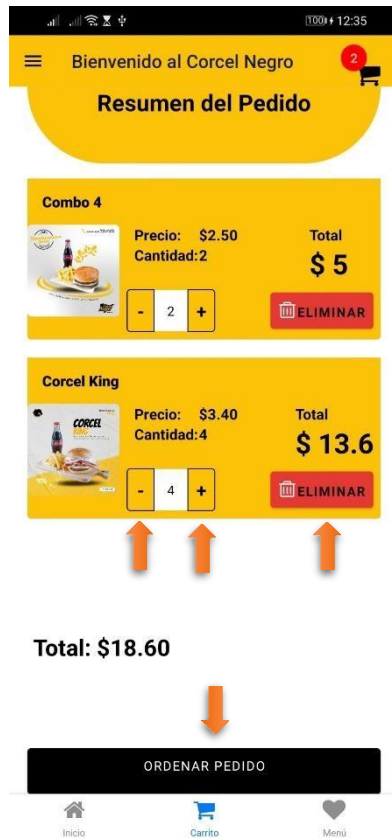 100 12:35
Bienvenido al Corcel Negro
2
Resumen del Pedido
Combo 4
Precio: $2.50
Cantidad:2
Total
$ 5
- 2 +
ELIMINAR
Corcel King
CORCEL
KING
Precio: $3.40
Cantidad:4
Total
$ 13.6
- 4 +
ELIMINAR
Total: $18.60
ORDENAR PEDIDO
Inicio
Carrito
Menú